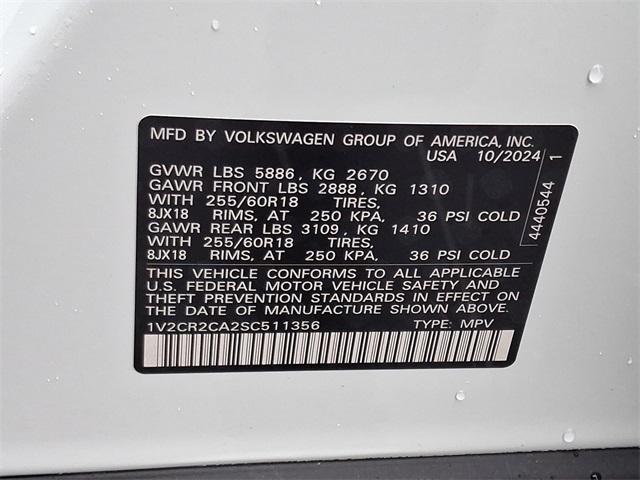 MFD BY VOLKSWAGEN GROUP OF AMERICA, INC.
USA 10/2024
GVWR LBS 5886, KG 2670
GAWR FRONT LBS 2888, KG 1310
WITH 255/60R18 TIRES,
8JX18 RIMS, AT 250 KPA, 36 PSI COLD
GAWR REAR LBS 3109, KG 1410
WITH 255/60R18 TIRES,
8JX18 RIMS, AT 250 KPA, 36 PSI COLD
THIS VEHICLE CONFORMS TO ALL APPLICABLE
U.S. FEDERAL MOTOR VEHICLE SAFETY AND
THEFT PREVENTION STANDARDS IN EFFECT ON
THE DATE OF MANUFACTURE SHOWN ABOVE.
1V2CR2CA2SC511356 TYPE: MPV
4440544 1